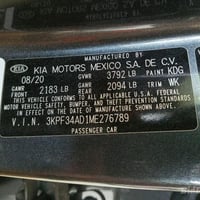 MANUFACTURED BY
KIA KIA MOTORS MEXICO S.A. DE C.V.
08/20 GVWR 3792 LB PAINT KDG
GAWR GAWR
FRONT 2183 LB REAR 2094 LB TRIM WK
THIS VEHICLE CONFORMS TO ALL APPLICABLE U.S.A. FEDERAL
MOTOR VEHICLE SAFETY, BUMPER, AND THEFT PREVENTION
STANDARDS IN EFFECT ON THE DATE OF MANUFACTURE SHOWN ABOVE.
V.I.N. 3KPF34AD1ME276789
PASSENGER CAR